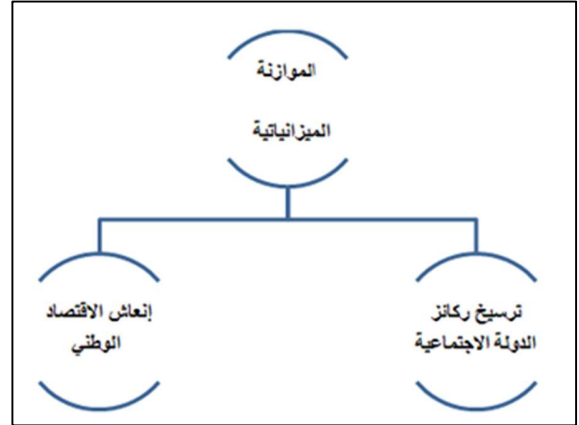 الموازنة
الميزانياتية
ترسيخ ركائز
الدولة الاجتماعية
إنعاش الاقتصاد
الوطني